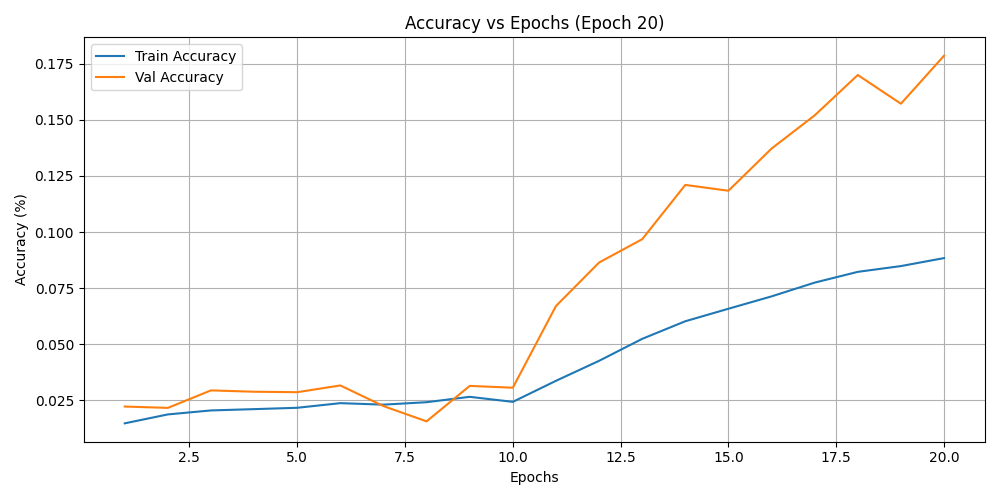 Accuracy vs Epochs (Epoch 20)
Train Accuracy
Val Accuracy
Accuracy (%)
0.175
0.150
0.125
0.100
0.075
0.050
0.025
2.5 5.0 7.5 10.0 12.5 15.0 17.5 20.0
Epochs